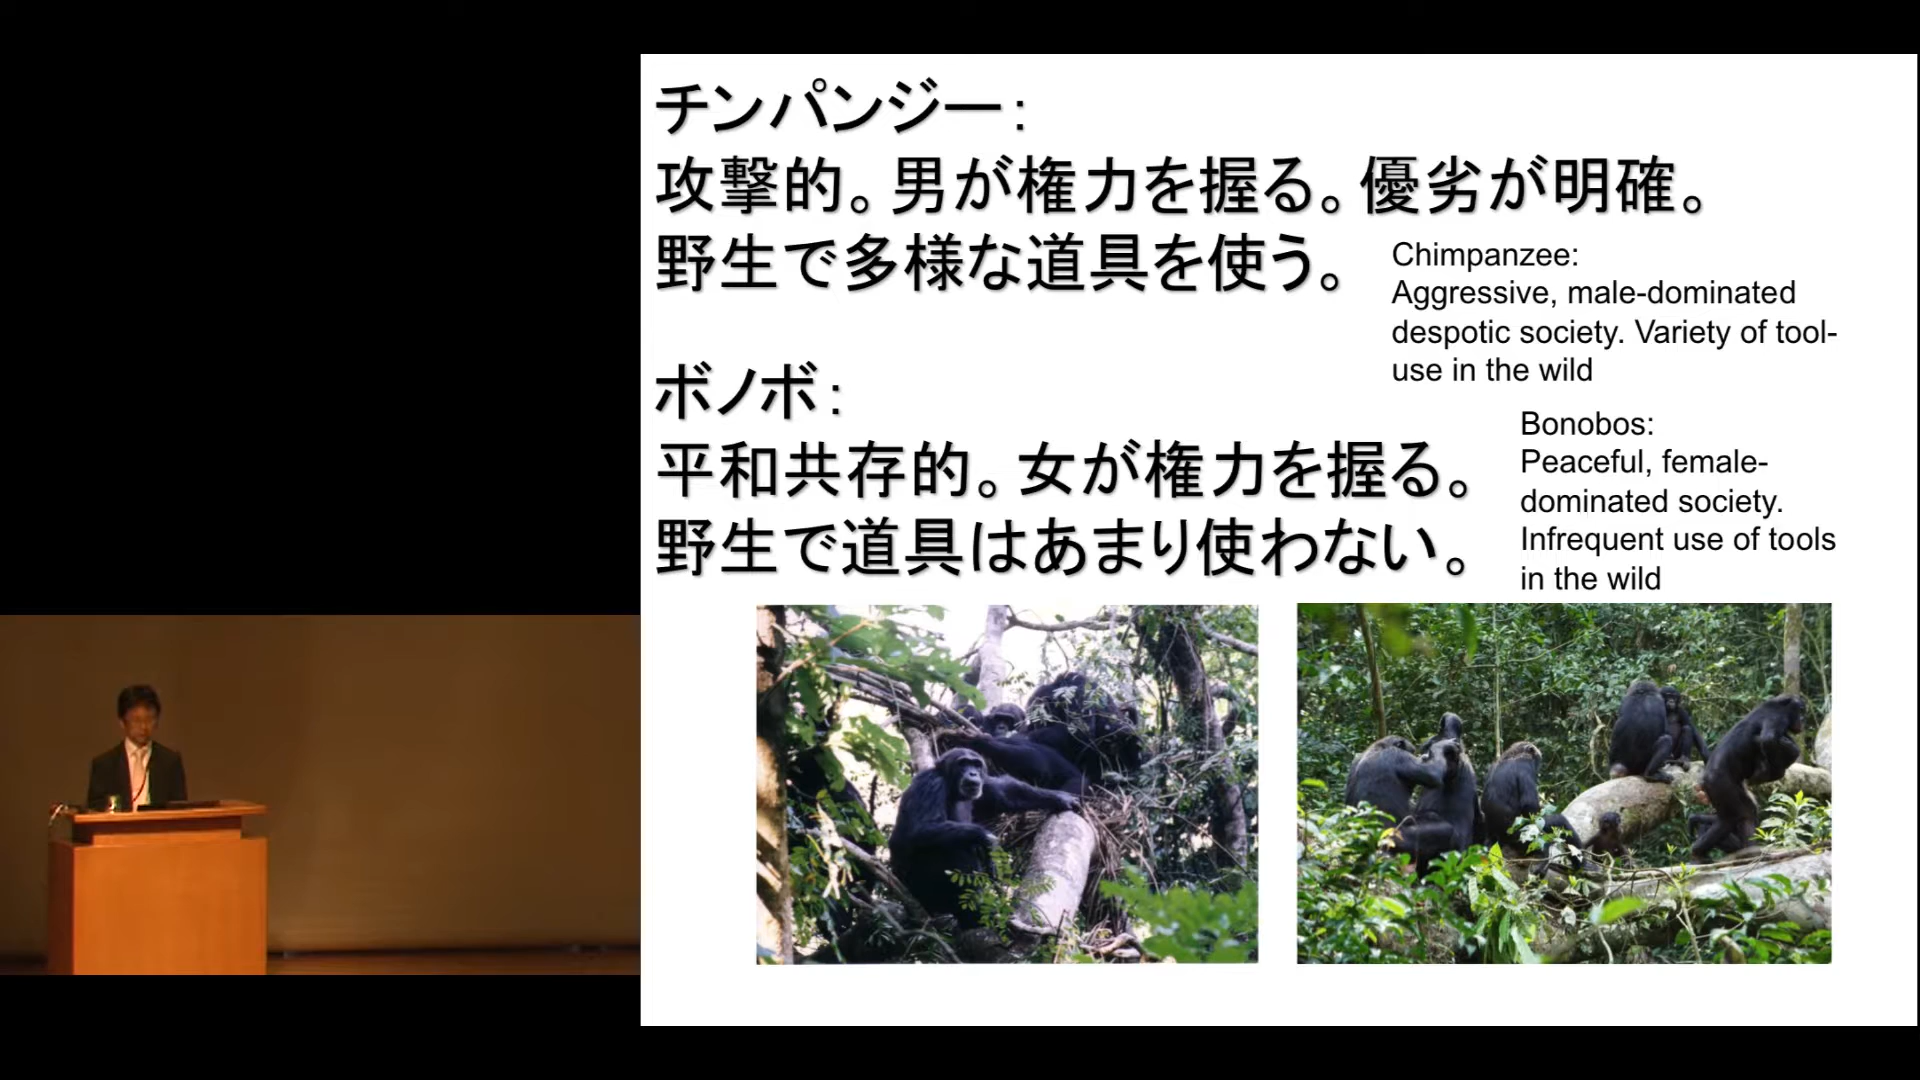 チンパンジー：
攻撃的。男が権力を握る。優劣が明確。
野生で多様な道具を使う。
Chimpanzee:
Aggressive, male-dominated
despotic society. Variety of tool-
use in the wild
ボノボ：
平和共存的。女が権力を握る。
野生で道具はあまり使わない。
Bonobos:
Peaceful, female-
dominated society.
Infrequent use of tools
in the wild